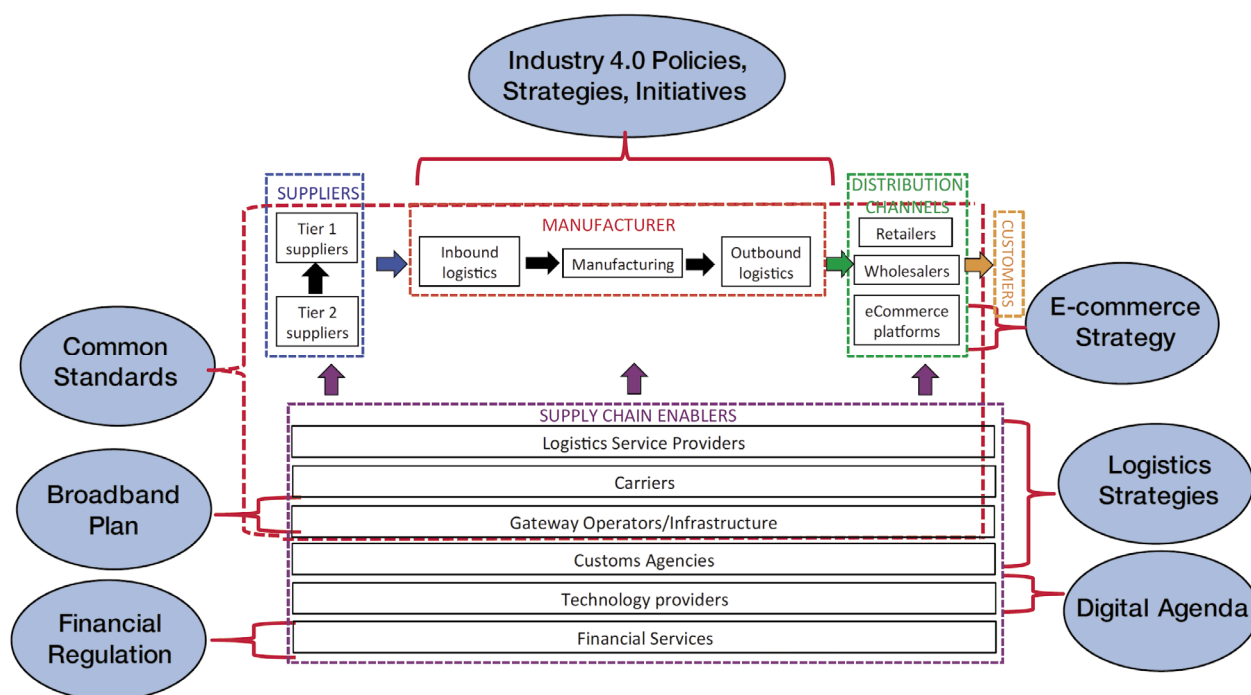 Industry 4.0 Policies,
Strategies, Initiatives
SUPPLIERS
Tier 1
suppliers
Tier 2
suppliers
MANUFACTURER
Inbound
logistics
Manufacturing
Outbound
logistics
DISTRIBUTION
CHANNELS
Retailers
Wholesalers
eCommerce
platforms
CUSTOMERS
E-commerce
Strategy
Common
Standards
SUPPLY CHAIN ENABLERS
Logistics Service Providers
Carriers
Gateway Operators/Infrastructure
Customs Agencies
Technology providers
Financial Services
Broadband
Plan
Logistics
Strategies
Financial
Regulation
Digital Agenda